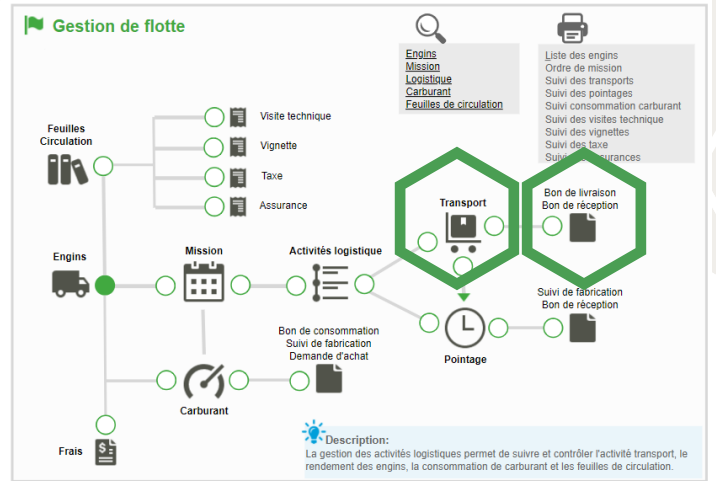 Gestion de flotte
Engins
Mission
Logistique
Carburant
Feuilles de circulation
Liste des engins
Ordre de mission
Suivi des transports
Suivi des pointages
Suivi consommation carburant
Suivi des visites technique
Suivi des vignettes
Suivi des taxe
Suivi surances
Feuilles
Circulation
Visite technique
Vignette
Taxe
Assurance
Transport
Bon de livraison
Bon de réception
Engins
Mission
Activités logistique
Suivi de fabrication
Bon de réception
Pointage
Bon de consommation
Suivi de fabrication
Demande d'achat
Carburant
Frais
$
Description:
La gestion des activités logistiques permet de suivre et contrôler l'activité transport, le
rendement des engins, la consommation de carburant et les feuilles de circulation.